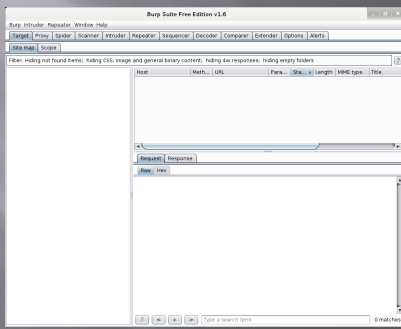 Burp Suite Free Edition v1.6
Burp Intruder Repeater Window Help
Target Proxy Spider Scanner Intruder Repeater Sequencer Decoder Comparer Extender Options Alerts
Site map Scope
Filter: Hiding not found items; hiding CSS, image and general binary content; hiding 4xx responses; hiding empty folders
?
Host Meth... URL Para... Sta... Length MIME type Title
Request Response
Raw Hex
? < + > Type a search term 0 matches